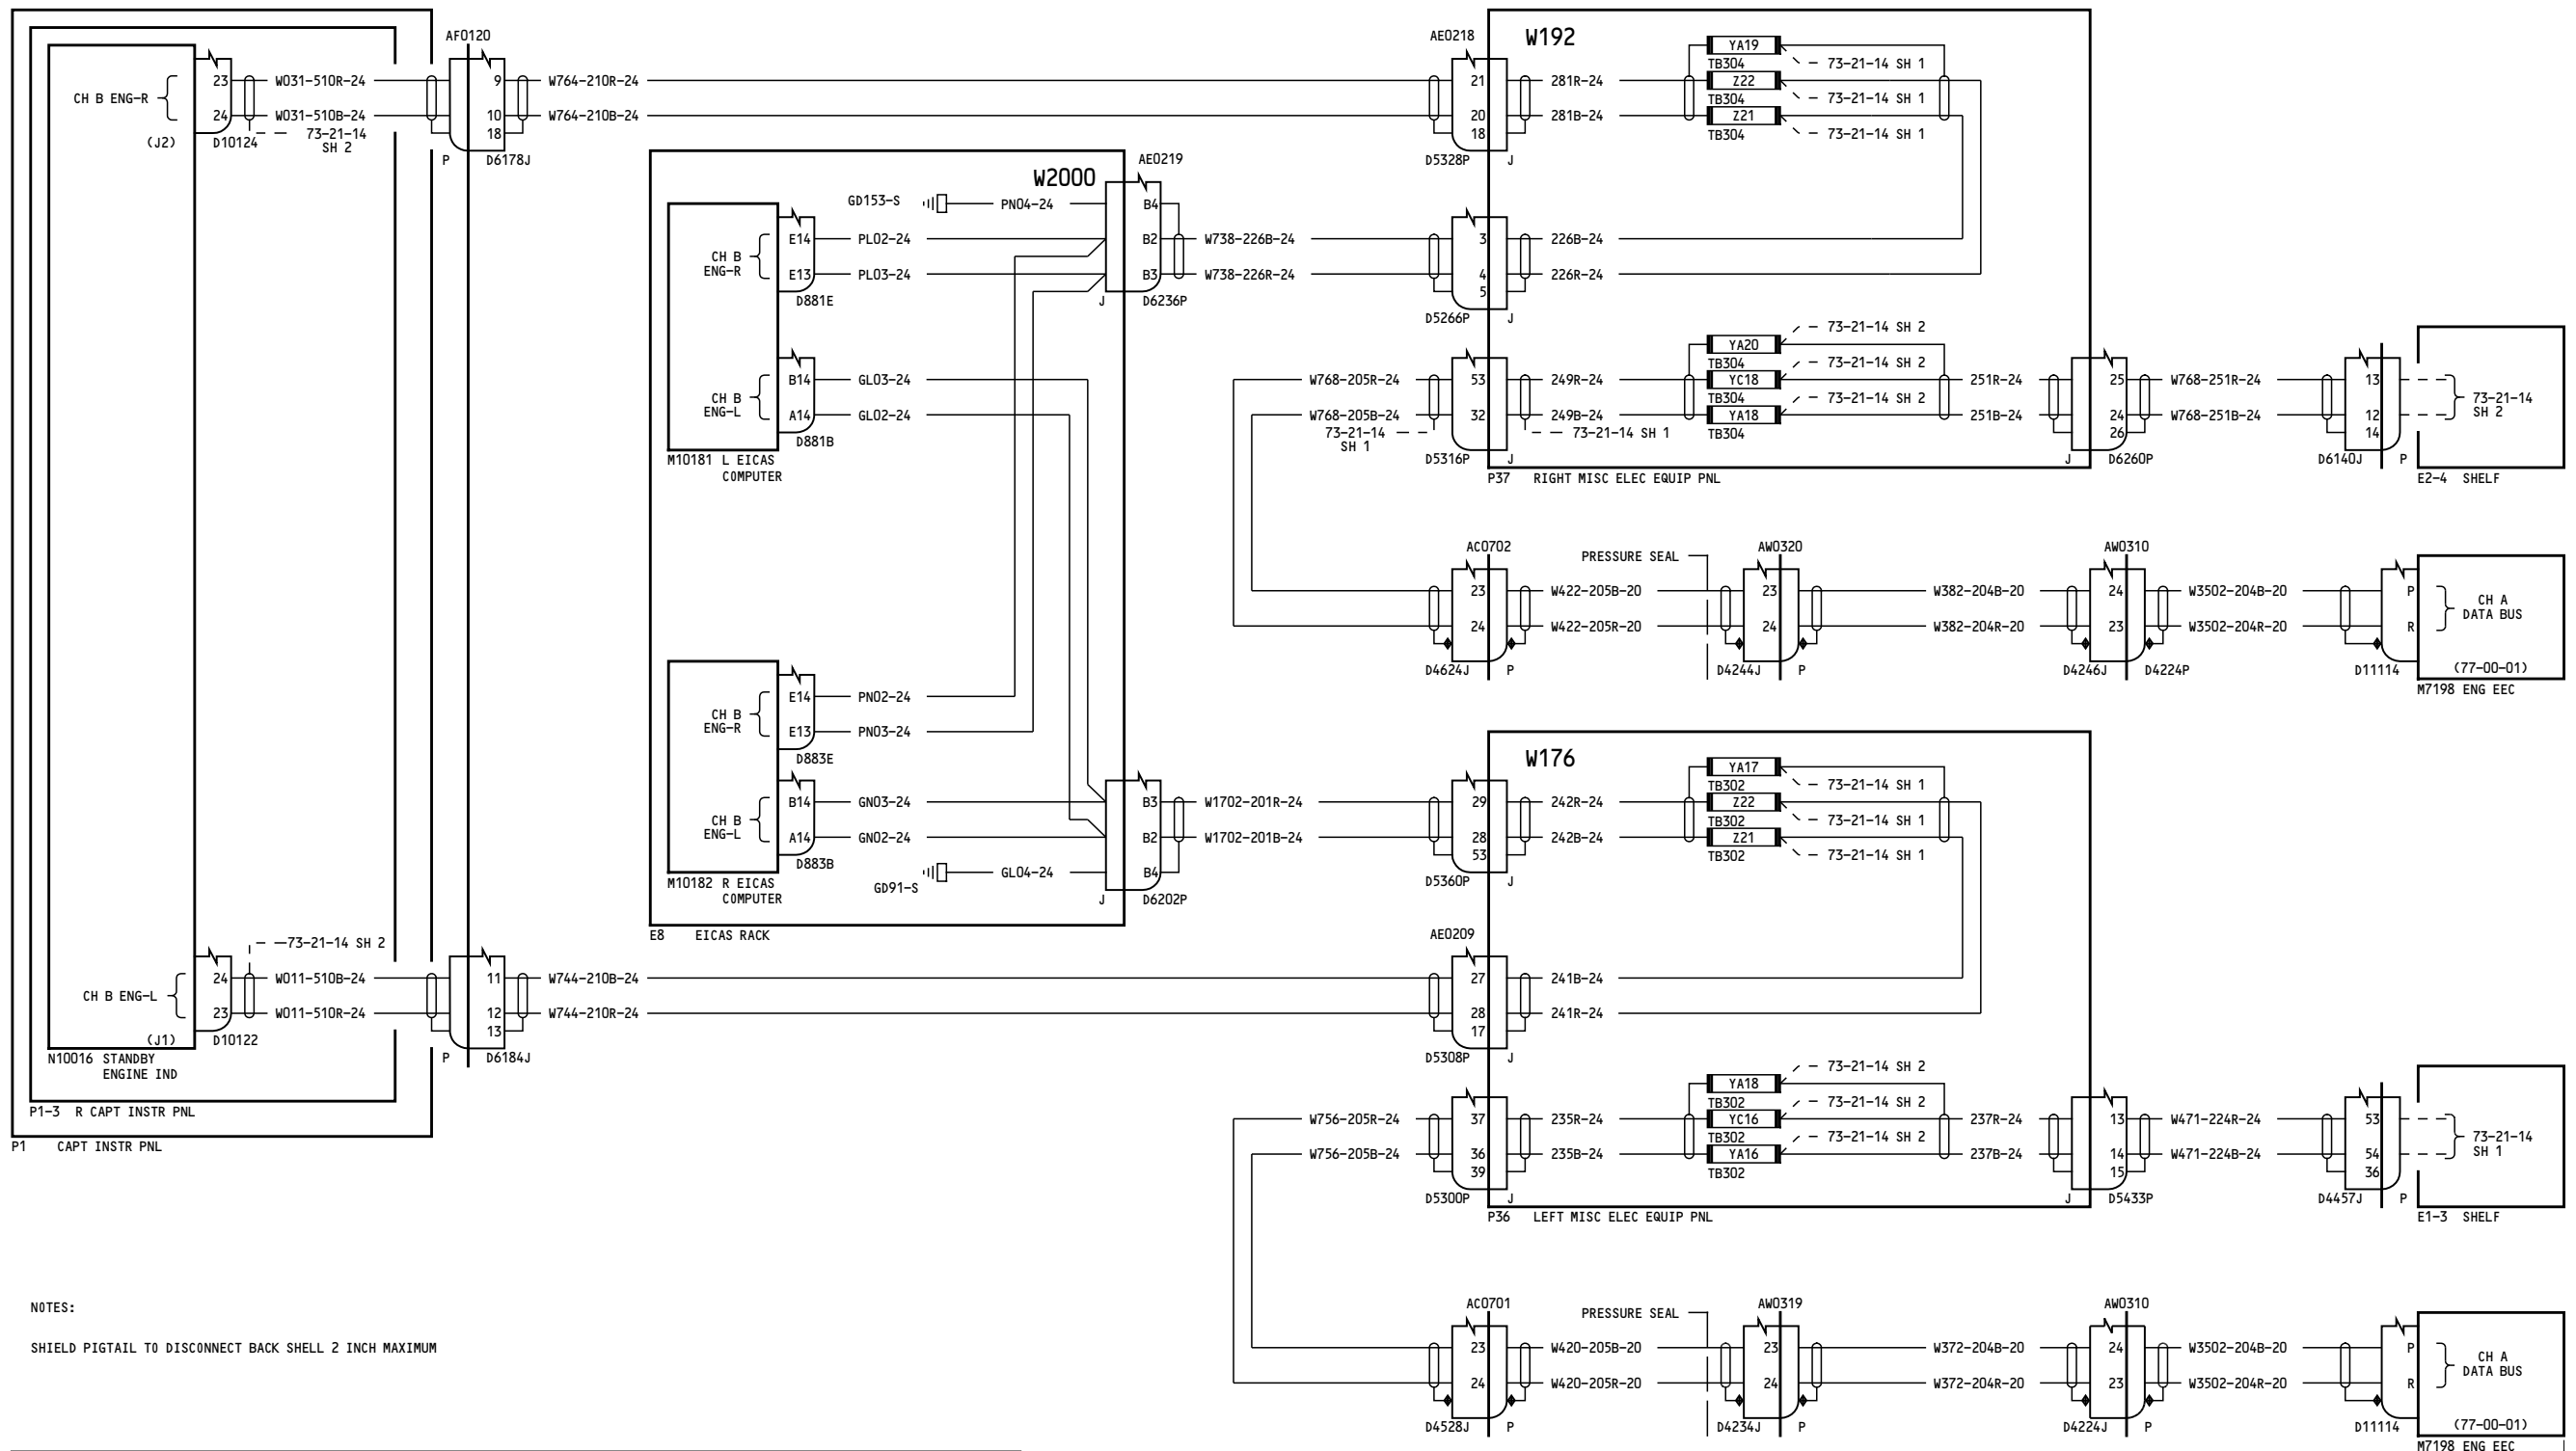 AF0120
CH B ENG-R
(J2)
23
24
D10124
W031-510R-24
W031-510B-24
73-21-14
SH 2
9
10
18
P
D6178J
W764-210R-24
W764-210B-24
AE0218
21
20
18
D5328P
J
W192
281R-24
281B-24
YA19
TB304
Z22
TB304
Z21
TB304
73-21-14 SH 1
73-21-14 SH 1
73-21-14 SH 1
W2000
AE0219
GD153-S
PN04-24
B4
B2
B3
J
D6236P
CH B
ENG-R
E14
E13
D881E
PL02-24
PL03-24
W738-226B-24
W738-226R-24
3
4
5
D5266P
J
226B-24
226R-24
CH B
ENG-L
B14
A14
D881B
GL03-24
GL02-24
M10181 L EICAS
COMPUTER
W768-205R-24
W768-205B-24
73-21-14
SH 1
53
32
D5316P
J
249R-24
249B-24
73-21-14 SH 1
YA20
TB304
YC18
TB304
YA18
TB304
73-21-14 SH 2
73-21-14 SH 2
73-21-14 SH 2
251R-24
251B-24
25
24
26
J
D6260P
W768-251R-24
W768-251B-24
13
12
14
D6140J
P
73-21-14
SH 2
E2-4 SHELF
P37 RIGHT MISC ELEC EQUIP PNL
AC0702
23
24
D4624J
P
W422-205B-20
W422-205R-20
PRESSURE SEAL
AW0320
23
24
D4244J
P
W382-204B-20
W382-204R-20
AW0310
24
23
D4246J
D4224P
W3502-204B-20
W3502-204R-20
P
R
D11114
CH A
DATA BUS
(77-00-01)
M7198 ENG EEC
CH B
ENG-R
E14
E13
D883E
PN02-24
PN03-24
CH B
ENG-L
B14
A14
D883B
GN03-24
GN02-24
M10182 R EICAS
COMPUTER
GD91-S
GL04-24
B3
B2
B4
J
D6202P
E8 EICAS RACK
W1702-201R-24
W1702-201B-24
29
28
53
D5360P
J
W176
242R-24
242B-24
YA17
TB302
Z22
TB302
Z21
TB302
73-21-14 SH 1
73-21-14 SH 1
73-21-14 SH 1
CH B ENG-L
(J1)
24
23
D10122
73-21-14 SH 2
W011-510B-24
W011-510R-24
11
12
13
P
D6184J
W744-210B-24
W744-210R-24
AE0209
27
28
17
D5308P
J
241B-24
241R-24
N10016 STANDBY
ENGINE IND
P1-3 R CAPT INSTR PNL
P1 CAPT INSTR PNL
W756-205R-24
W756-205B-24
37
36
39
D5300P
J
235R-24
235B-24
YA18
TB302
YC16
TB302
YA16
TB302
73-21-14 SH 2
73-21-14 SH 2
73-21-14 SH 2
237R-24
237B-24
13
14
15
J
D5433P
W471-224R-24
W471-224B-24
53
54
36
D4457J
P
73-21-14
SH 1
E1-3 SHELF
P36 LEFT MISC ELEC EQUIP PNL
NOTES:
SHIELD PIGTAIL TO DISCONNECT BACK SHELL 2 INCH MAXIMUM
AC0701
23
24
D4528J
P
W420-205B-20
W420-205R-20
PRESSURE SEAL
AW0319
23
24
D4234J
P
W372-204B-20
W372-204R-20
AW0310
24
23
D4224J
P
W3502-204B-20
W3502-204R-20
P
R
D11114
CH A
DATA BUS
(77-00-01)
M7198 ENG EEC